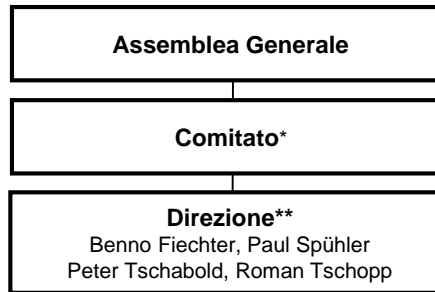 Assemblea Generale
Comitato*
Direzione**
Benno Fiechter, Paul Spühler
Peter Tschabold, Roman Tschopp